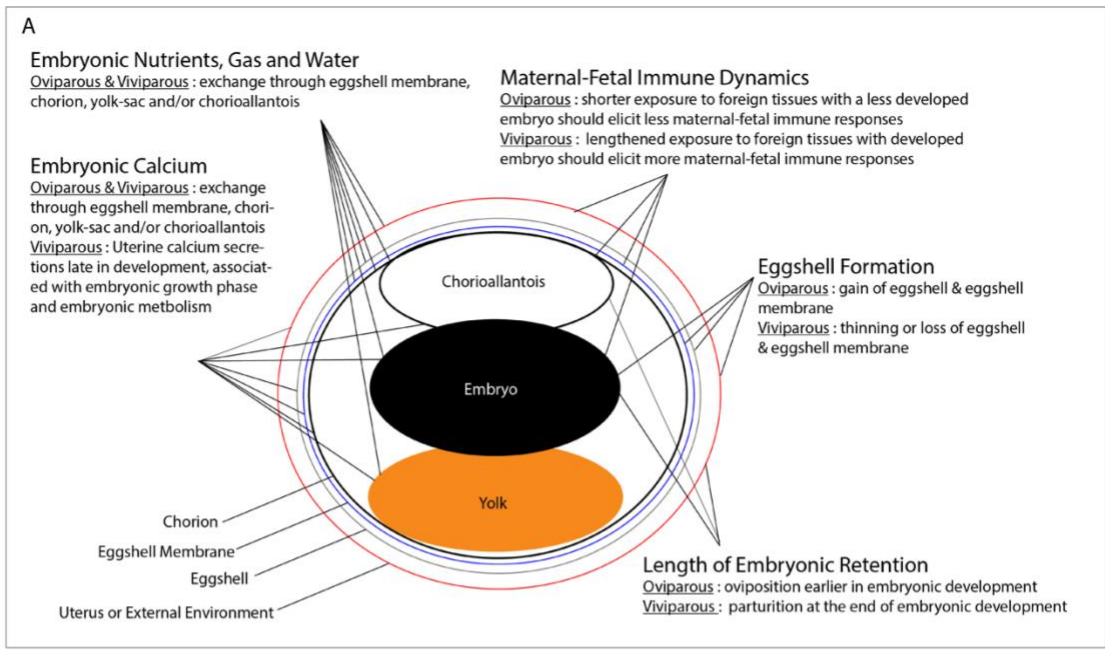 A
Embryonic Nutrients, Gas and Water
Oviparous & Viviparous : exchange through eggshell membrane,
chorion, yolk-sac and/or chorioallantois
Maternal-Fetal Immune Dynamics
Oviparous : shorter exposure to foreign tissues with a less developed
embryo should elicit less maternal-fetal immune responses
Viviparous : lengthened exposure to foreign tissues with developed
embryo should elicit more maternal-fetal immune responses
Embryonic Calcium
Oviparous & Viviparous : exchange
through eggshell membrane, chori-
on, yolk-sac and/or chorioallantois
Viviparous : Uterine calcium secre-
tions late in development, associat-
ed with embryonic growth phase
and embryonic metbolism
Chorioallantois
Eggshell Formation
Oviparous : gain of eggshell & eggshell
membrane
Viviparous : thinning or loss of eggshell
& eggshell membrane
Embryo
Yolk
Chorion
Eggshell Membrane
Eggshell
Uterus or External Environment
Length of Embryonic Retention
Oviparous : oviposition earlier in embryonic development
Viviparous : parturition at the end of embryonic development